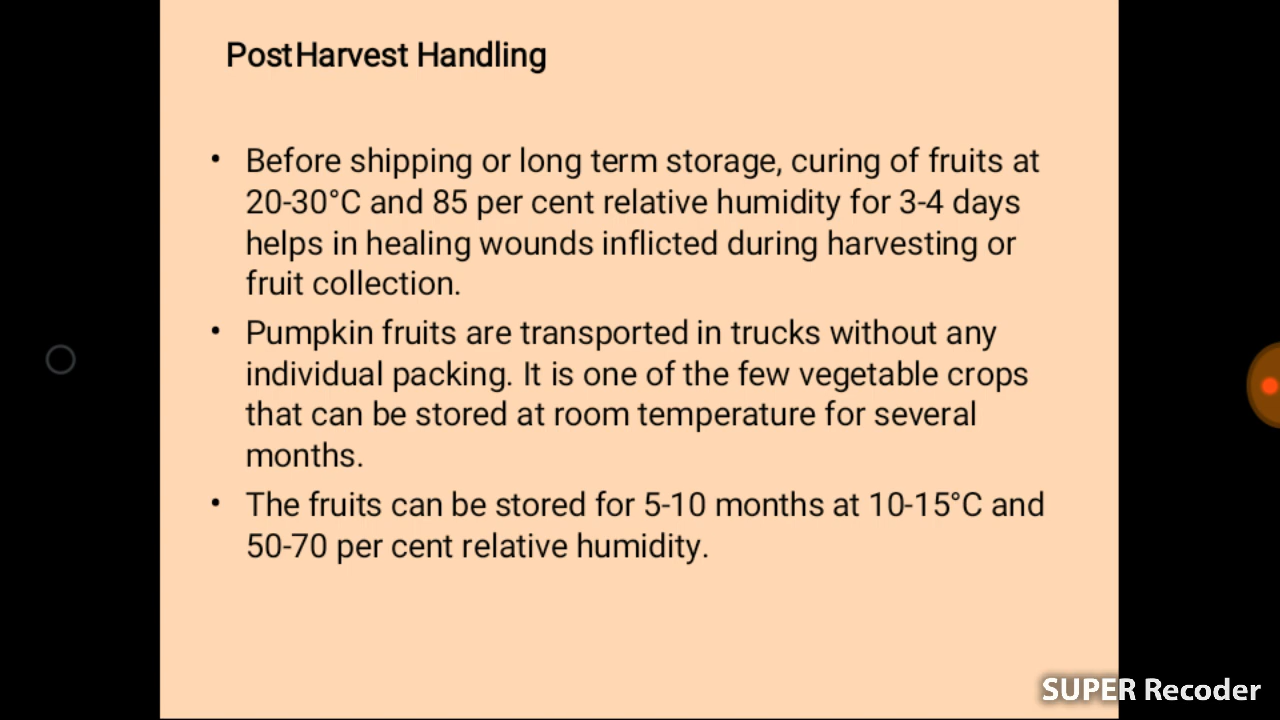 PostHarvest Handling
• Before shipping or long term storage, curing of fruits at
20-30°C and 85 per cent relative humidity for 3-4 days
helps in healing wounds inflicted during harvesting or
fruit collection.
• Pumpkin fruits are transported in trucks without any
individual packing. It is one of the few vegetable crops
that can be stored at room temperature for several
months.
• The fruits can be stored for 5-10 months at 10-15°C and
50-70 per cent relative humidity.
SUPER Recoder